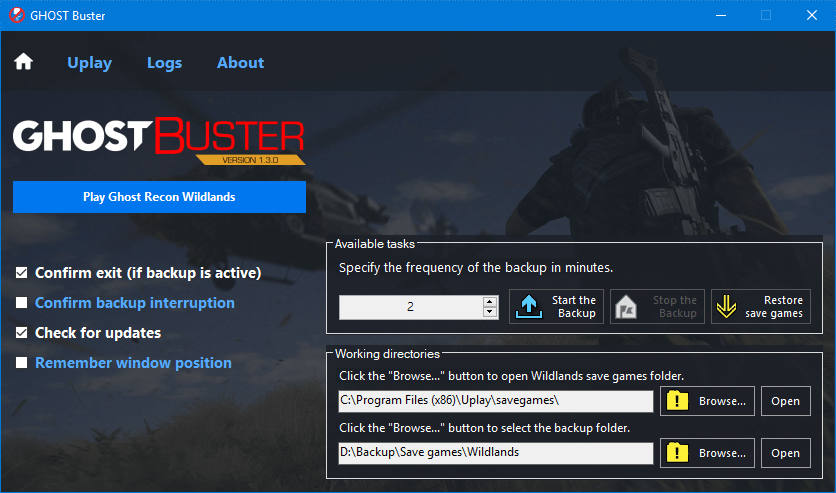 GHOST Buster
Uplay Logs About
GHOSTBUSTER
VERSION 1.3.0
Play Ghost Recon Wildlands
Confirm exit (if backup is active)
Confirm backup interruption
Check for updates
Remember window position
Available tasks
Specify the frequency of the backup in minutes.
2
Start the
Backup
Stop the
Backup
Restore
save games
Working directories
Click the "Browse..." button to open Wildlands save games folder.
C:\Program Files (x86)\Uplay\savegames\
Browse...
Open
Click the "Browse..." button to select the backup folder.
D:\Backup\Save games\Wildlands
Browse...
Open